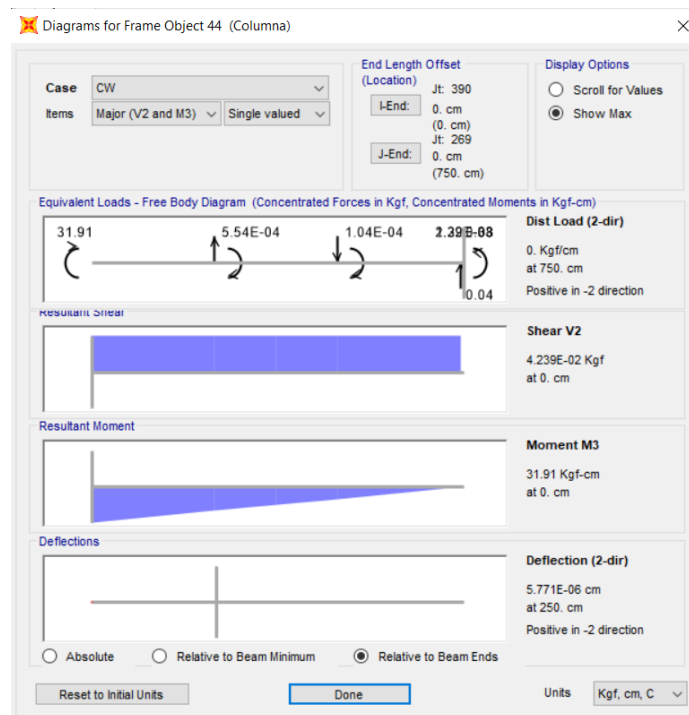 Diagrams for Frame Object 44 (Columna)
Case CW
Items Major (V2 and M3) Single valued
End Length Offset
(Location)
Jt: 390
I-End: 0. cm
(0. cm)
Jt: 269
J-End: 0. cm
(750. cm)
Display Options
Scroll for Values
Show Max
Equivalent Loads - Free Body Diagram (Concentrated Forces in Kgf, Concentrated Moments in Kgf-cm)
31.91 5.54E-04 1.04E-04
0.04
Dist Load (2-dir)
0. Kgf/cm
at 750. cm
Positive in -2 direction
Resultant Shear
Shear V2
4.239E-02 Kgf
at 0. cm
Resultant Moment
Moment M3
31.91 Kgf-cm
at 0. cm
Deflections
Deflection (2-dir)
5.771E-06 cm
at 250. cm
Positive in -2 direction
Absolute Relative to Beam Minimum Relative to Beam Ends
Reset to Initial Units Done Units Kgf, cm, C